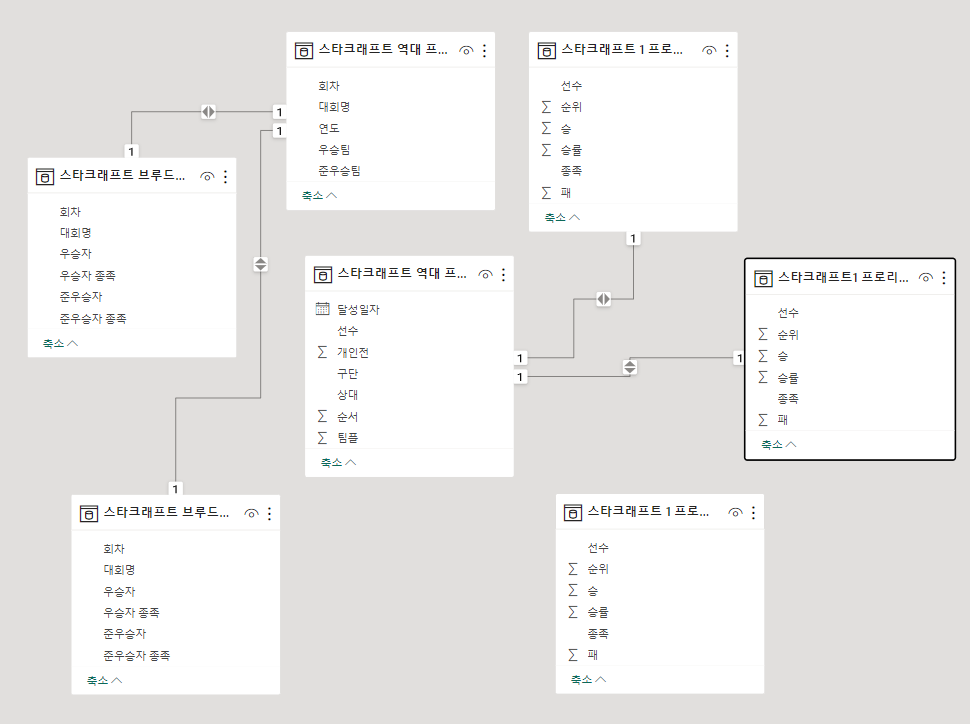 스타크래프트 역대 프...
회차
대회명
연도
우승팀
준우승팀
축소
스타크래프트 1 프로...
선수
순위
승
승률
종족
패
축소
1
1
1
스타크래프트 브루드...
회차
대회명
우승자
우승자 종족
준우승자
준우승자 종족
축소
1
스타크래프트 역대 프...
달성일자
선수
개인전
구단
상대
순서
팀플
축소
1
1
1
스타크래프트1 프로리...
선수
순위
승
승률
종족
패
축소
1
스타크래프트 브루드...
회차
대회명
우승자
우승자 종족
준우승자
준우승자 종족
축소
스타크래프트 1 프로...
선수
순위
승
승률
종족
패
축소